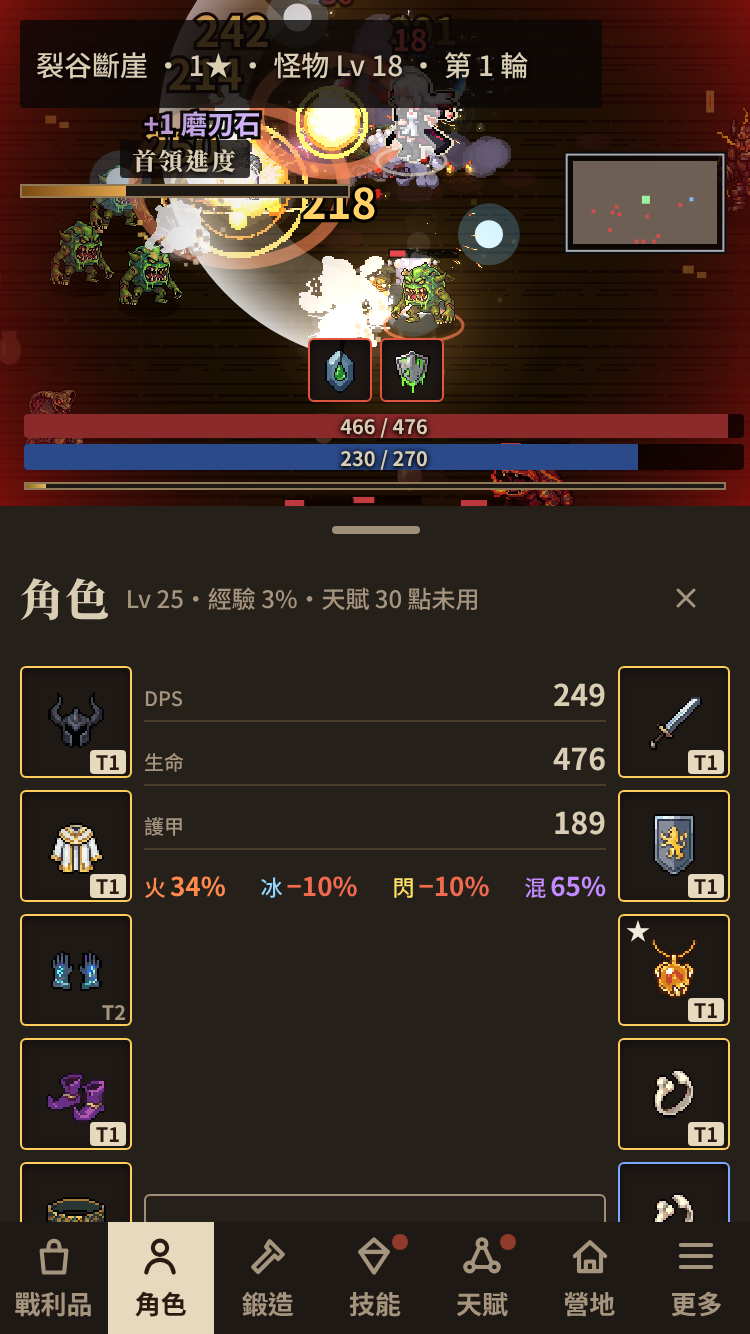 242
裂谷斷崖 • 1★ • 怪物 Lv 18 • 第 1 輪
18
214
+1 磨刀石
首領進度
218
466 / 476
230 / 270
角色 Lv 25・經驗 3%・天賦 30 點未用
DPS 249
T1
T1
生命 476
護甲 189
T1
T1
火 34% 冰 −10% 閃 −10% 混 65%
★
T2
T1
T1
T1
戰利品 角色 鍛造 技能 天賦 營地 更多